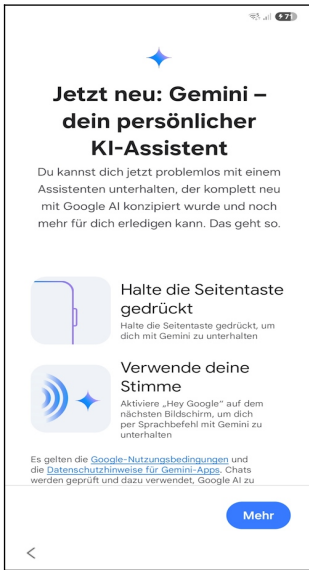 71
Jetzt neu: Gemini –
dein persönlicher
KI-Assistent
Du kannst dich jetzt problemlos mit einem
Assistenten unterhalten, der komplett neu
mit Google AI konzipiert wurde und noch
mehr für dich erledigen kann. Das geht so.
Halte die Seitentaste
gedrückt
Halte die Seitentaste gedrückt, um
dich mit Gemini zu unterhalten
Verwende deine
Stimme
Aktiviere „Hey Google“ auf dem
nächsten Bildschirm, um dich
per Sprachbefehl mit Gemini zu
unterhalten
Es gelten die Google-Nutzungsbedingungen und
die Datenschutzhinweise für Gemini-Apps. Chats
werden geprüft und dazu verwendet, Google AI zu
Mehr